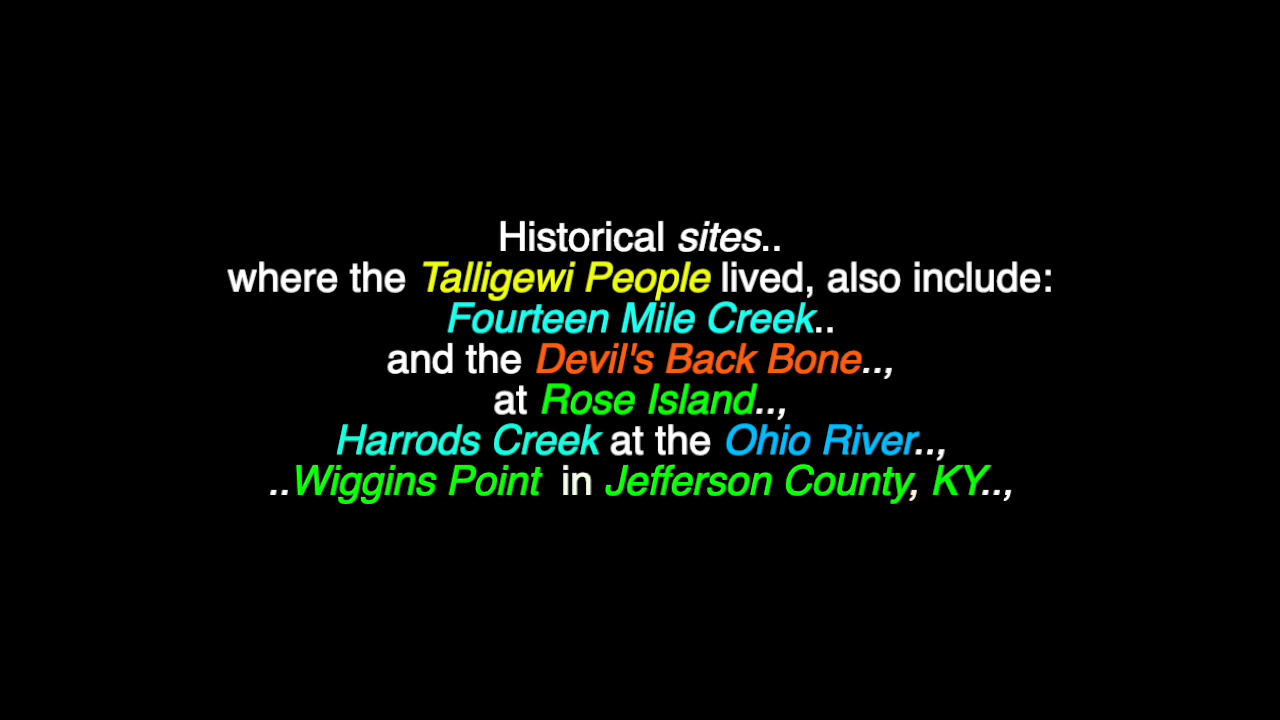 Historical sites..
where the Talligewi People lived, also include:
Fourteen Mile Creek..
and the Devil's Back Bone..,
at Rose Island..,
Harrods Creek at the Ohio River..,
..Wiggins Point  in Jefferson County, KY..,